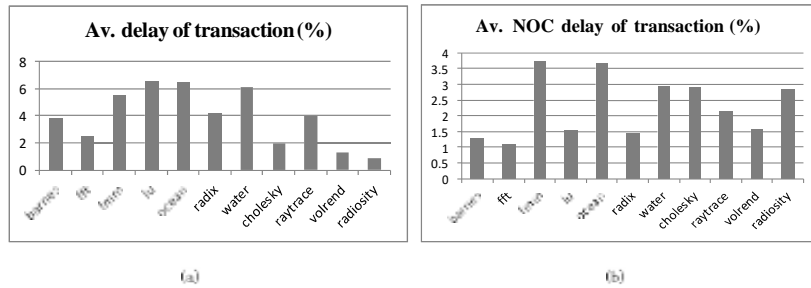 Av. delay of transaction (%)
8
6
4
2
0
barnes
fft
fmm
lu
ocean
radix
water
cholesky
raytrace
volrend
radiosity
(a)
Av. NOC delay of transaction (%)
4
3.5
3
2.5
2
1.5
1
0.5
0
barnes
fft
fmm
lu
ocean
radix
water
cholesky
raytrace
volrend
radiosity
(b)